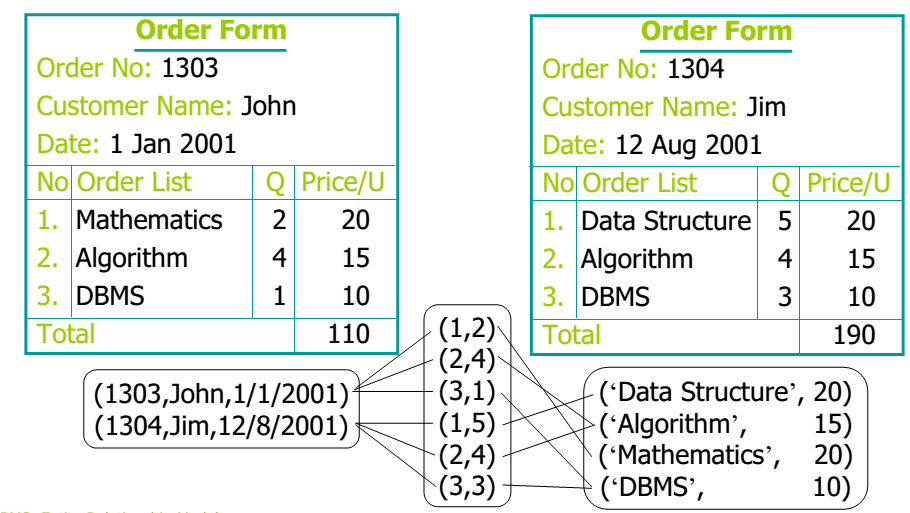 Order Form
Order No: 1303
Customer Name: John
Date: 1 Jan 2001
No Order List Q Price/U
1. Mathematics 2 20
2. Algorithm 4 15
3. DBMS 1 10
Total 110
Order Form
Order No: 1304
Customer Name: Jim
Date: 12 Aug 2001
No Order List Q Price/U
1. Data Structure 5 20
2. Algorithm 4 15
3. DBMS 3 10
Total 190
(1303,John,1/1/2001)
(1304,Jim,12/8/2001)
(1,2)
(2,4)
(3,1)
(1,5)
(2,4)
(3,3)
(‘Data Structure’, 20)
(‘Algorithm’, 15)
(‘Mathematics’, 20)
(‘DBMS’, 10)